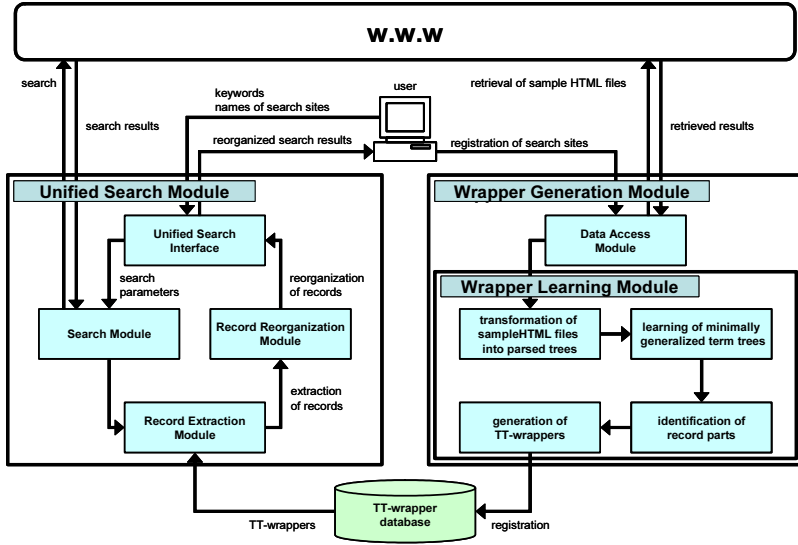 w.w.w
search
search results
keywords
names of search sites
user
reorganized search results
registration of search sites
retrieval of sample HTML files
retrieved results
Unified Search Module
Unified Search
Interface
search
parameters
reorganization
of records
Search Module
Record Reorganization
Module
extraction
of records
Record Extraction
Module
Wrapper Generation Module
Data Access
Module
Wrapper Learning Module
transformation of
sampleHTML files
into parsed trees
learning of minimally
generalized term trees
generation of
TT-wrappers
identification of
record parts
TT-wrappers
TT-wrapper
database
registration